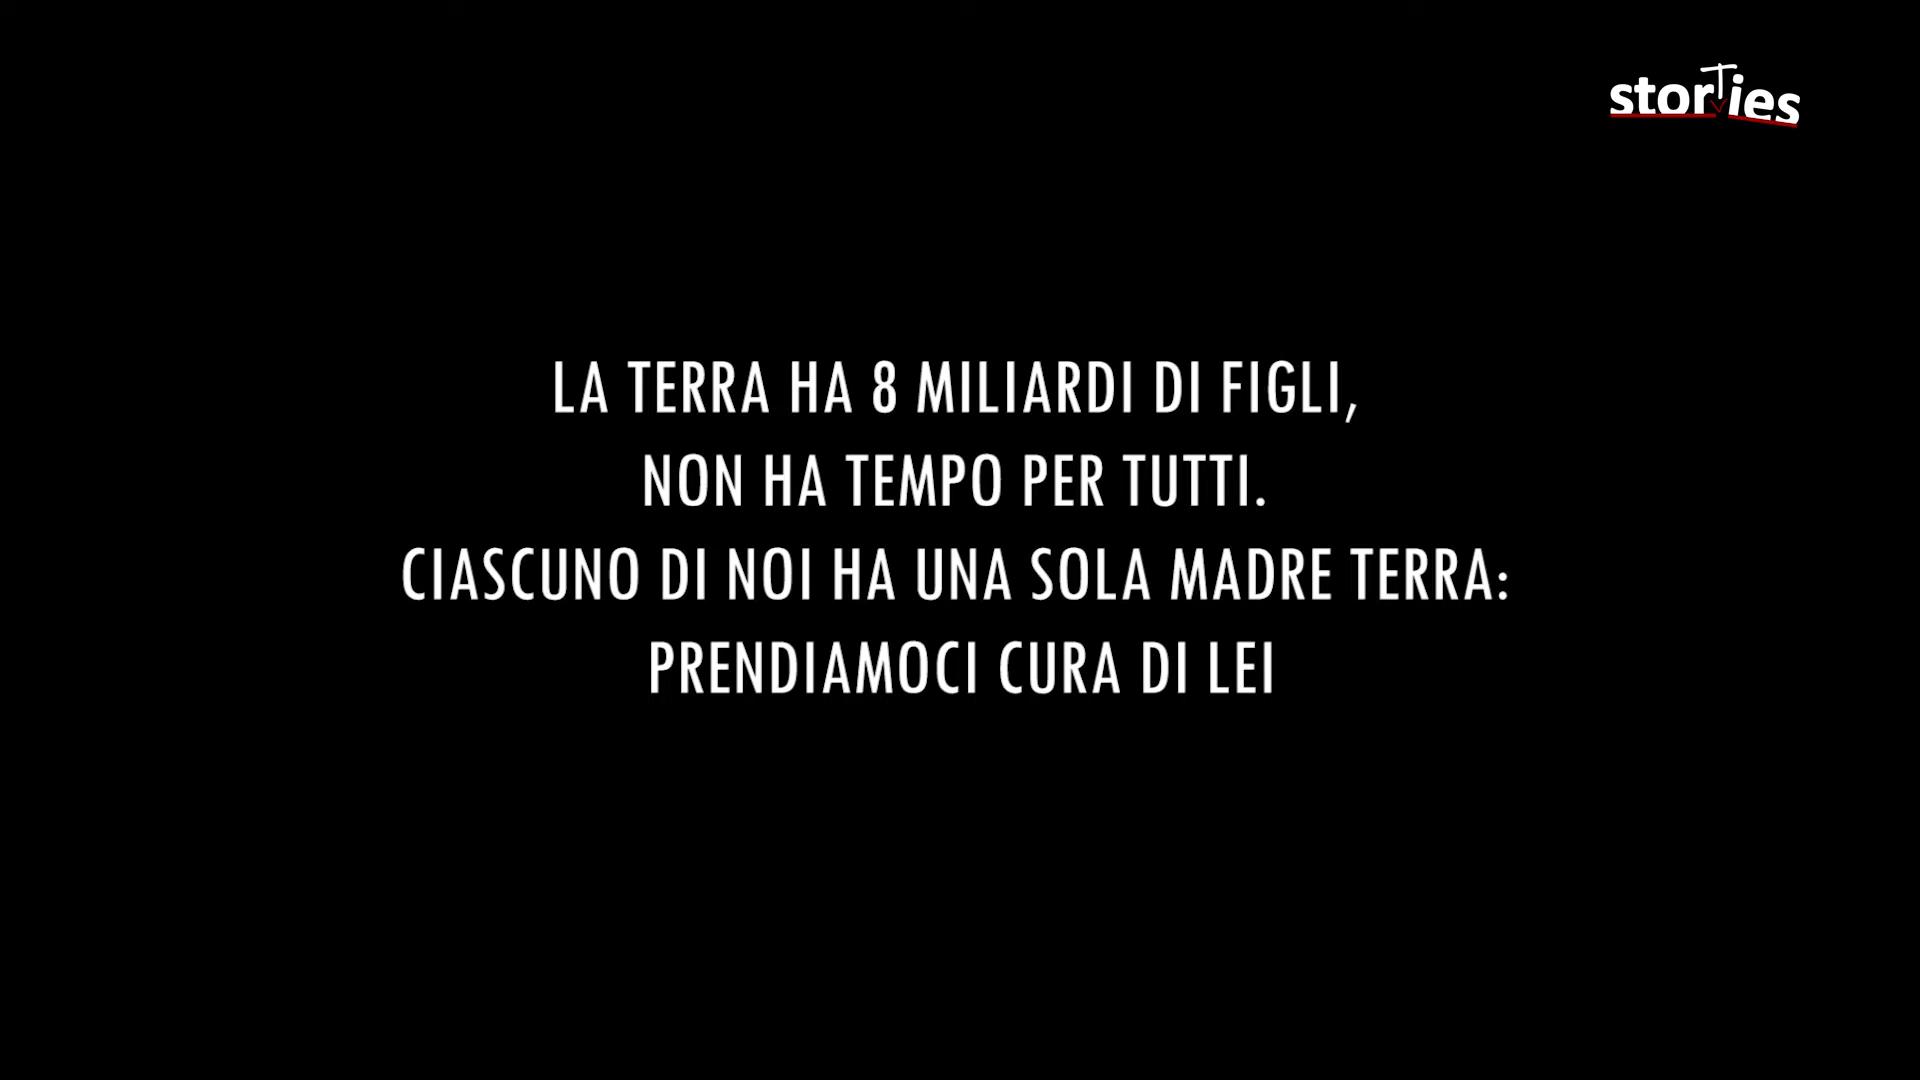 storTies
LA TERRA HA 8 MILIARDI DI FIGLI,
NON HA TEMPO PER TUTTI.
CIASCUNO DI NOI HA UNA SOLA MADRE TERRA:
PRENDIAMOCI CURA DI LEI